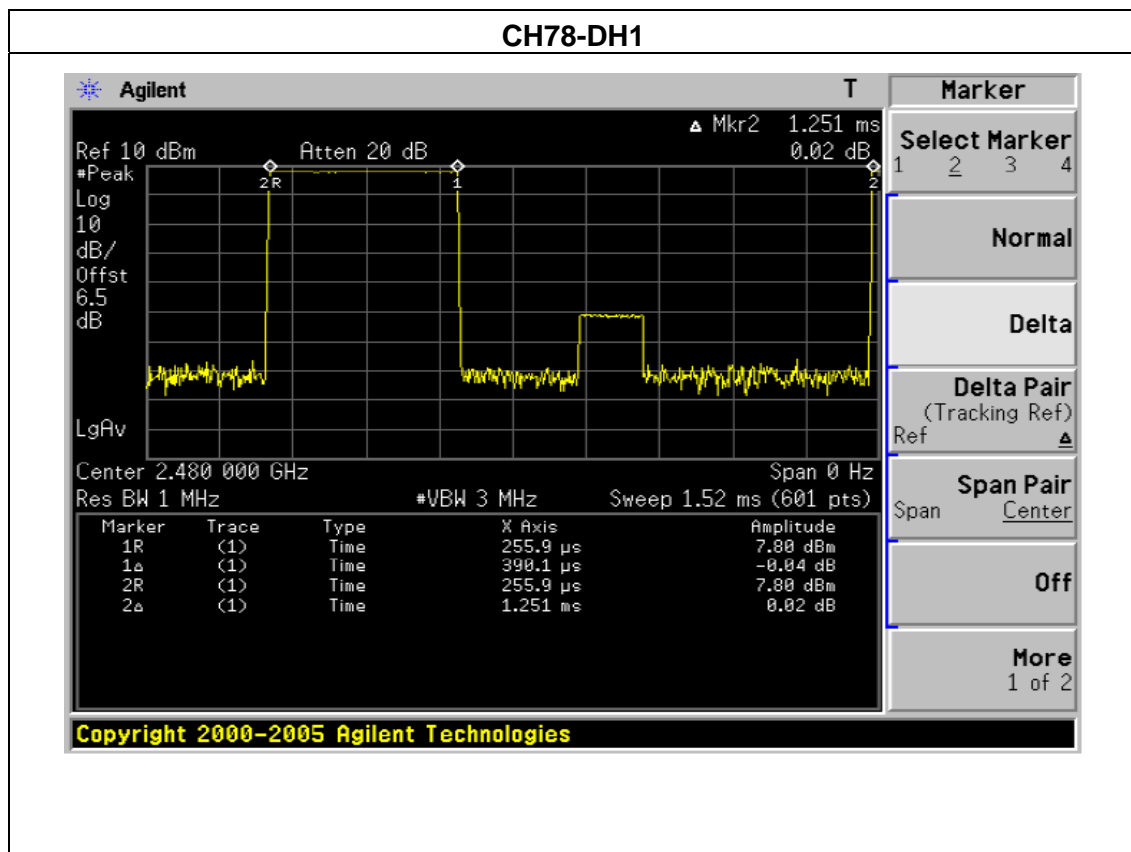 CH78-DH1
Agilent T
Δ Mkr2 1.251 ms
Ref 10 dBm Atten 20 dB 0.02 dB
#Peak
Log
10
dB/
Offst
6.5
dB
LgAv
2R 1 2
Center 2.480 000 GHz Span 0 Hz
Res BW 1 MHz #VBW 3 MHz Sweep 1.52 ms (601 pts)
Marker Trace Type X Axis Amplitude
1R (1) Time 255.9 µs 7.80 dBm
1Δ (1) Time 390.1 µs -0.04 dB
2R (1) Time 255.9 µs 7.80 dBm
2Δ (1) Time 1.251 ms 0.02 dB
Marker
Select Marker
1 2 3 4
Normal
Delta
Delta Pair
(Tracking Ref)
Ref Δ
Span Pair
Span Center
Off
More
1 of 2
Copyright 2000-2005 Agilent Technologies